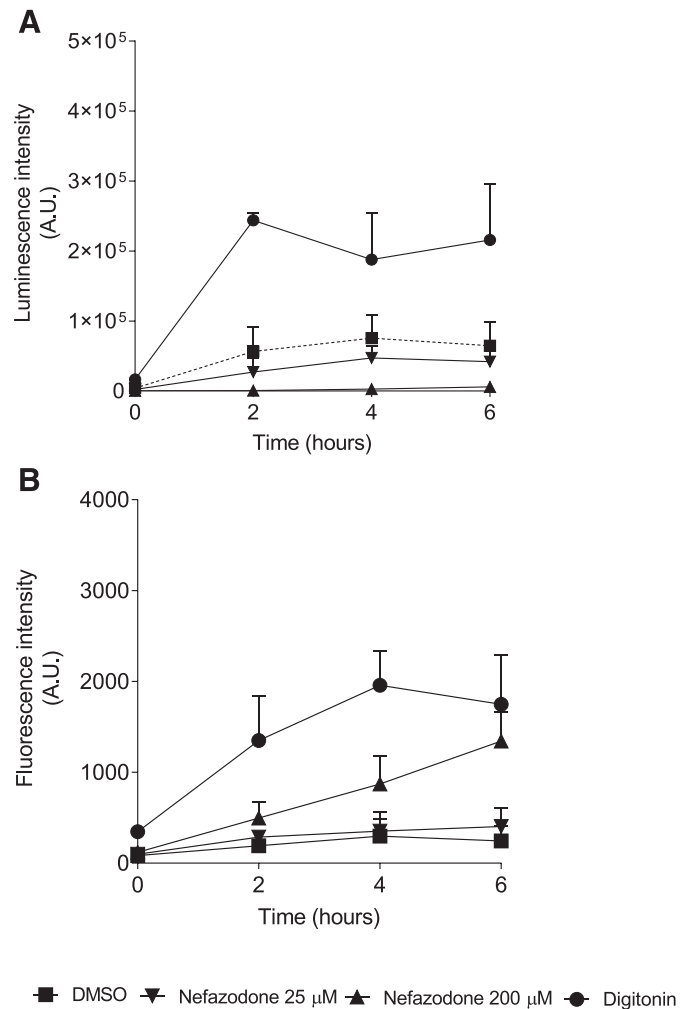 A
5×10⁵
4×10⁵
3×10⁵
2×10⁵
1×10⁵
0
Luminescence intensity
(A.U.)
0 2 4 6
Time (hours)
B
4000
3000
2000
1000
0
Fluorescence intensity
(A.U.)
0 2 4 6
Time (hours)
DMSO Nefazodone 25 μM Nefazodone 200 μM Digitonin